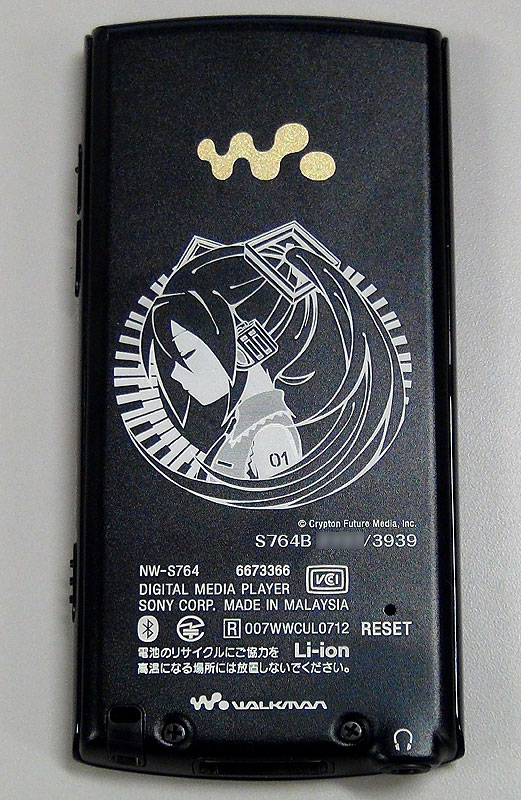 01
© Crypton Future Media, Inc.
S764B /3939
NW-S764 6673366
VCI
DIGITAL MEDIA PLAYER
SONY CORP. MADE IN MALAYSIA
R 007WWCUL0712 RESET
電池のリサイクルにご協力を Li-ion
高温になる場所には放置しないでください。
WALKMAN